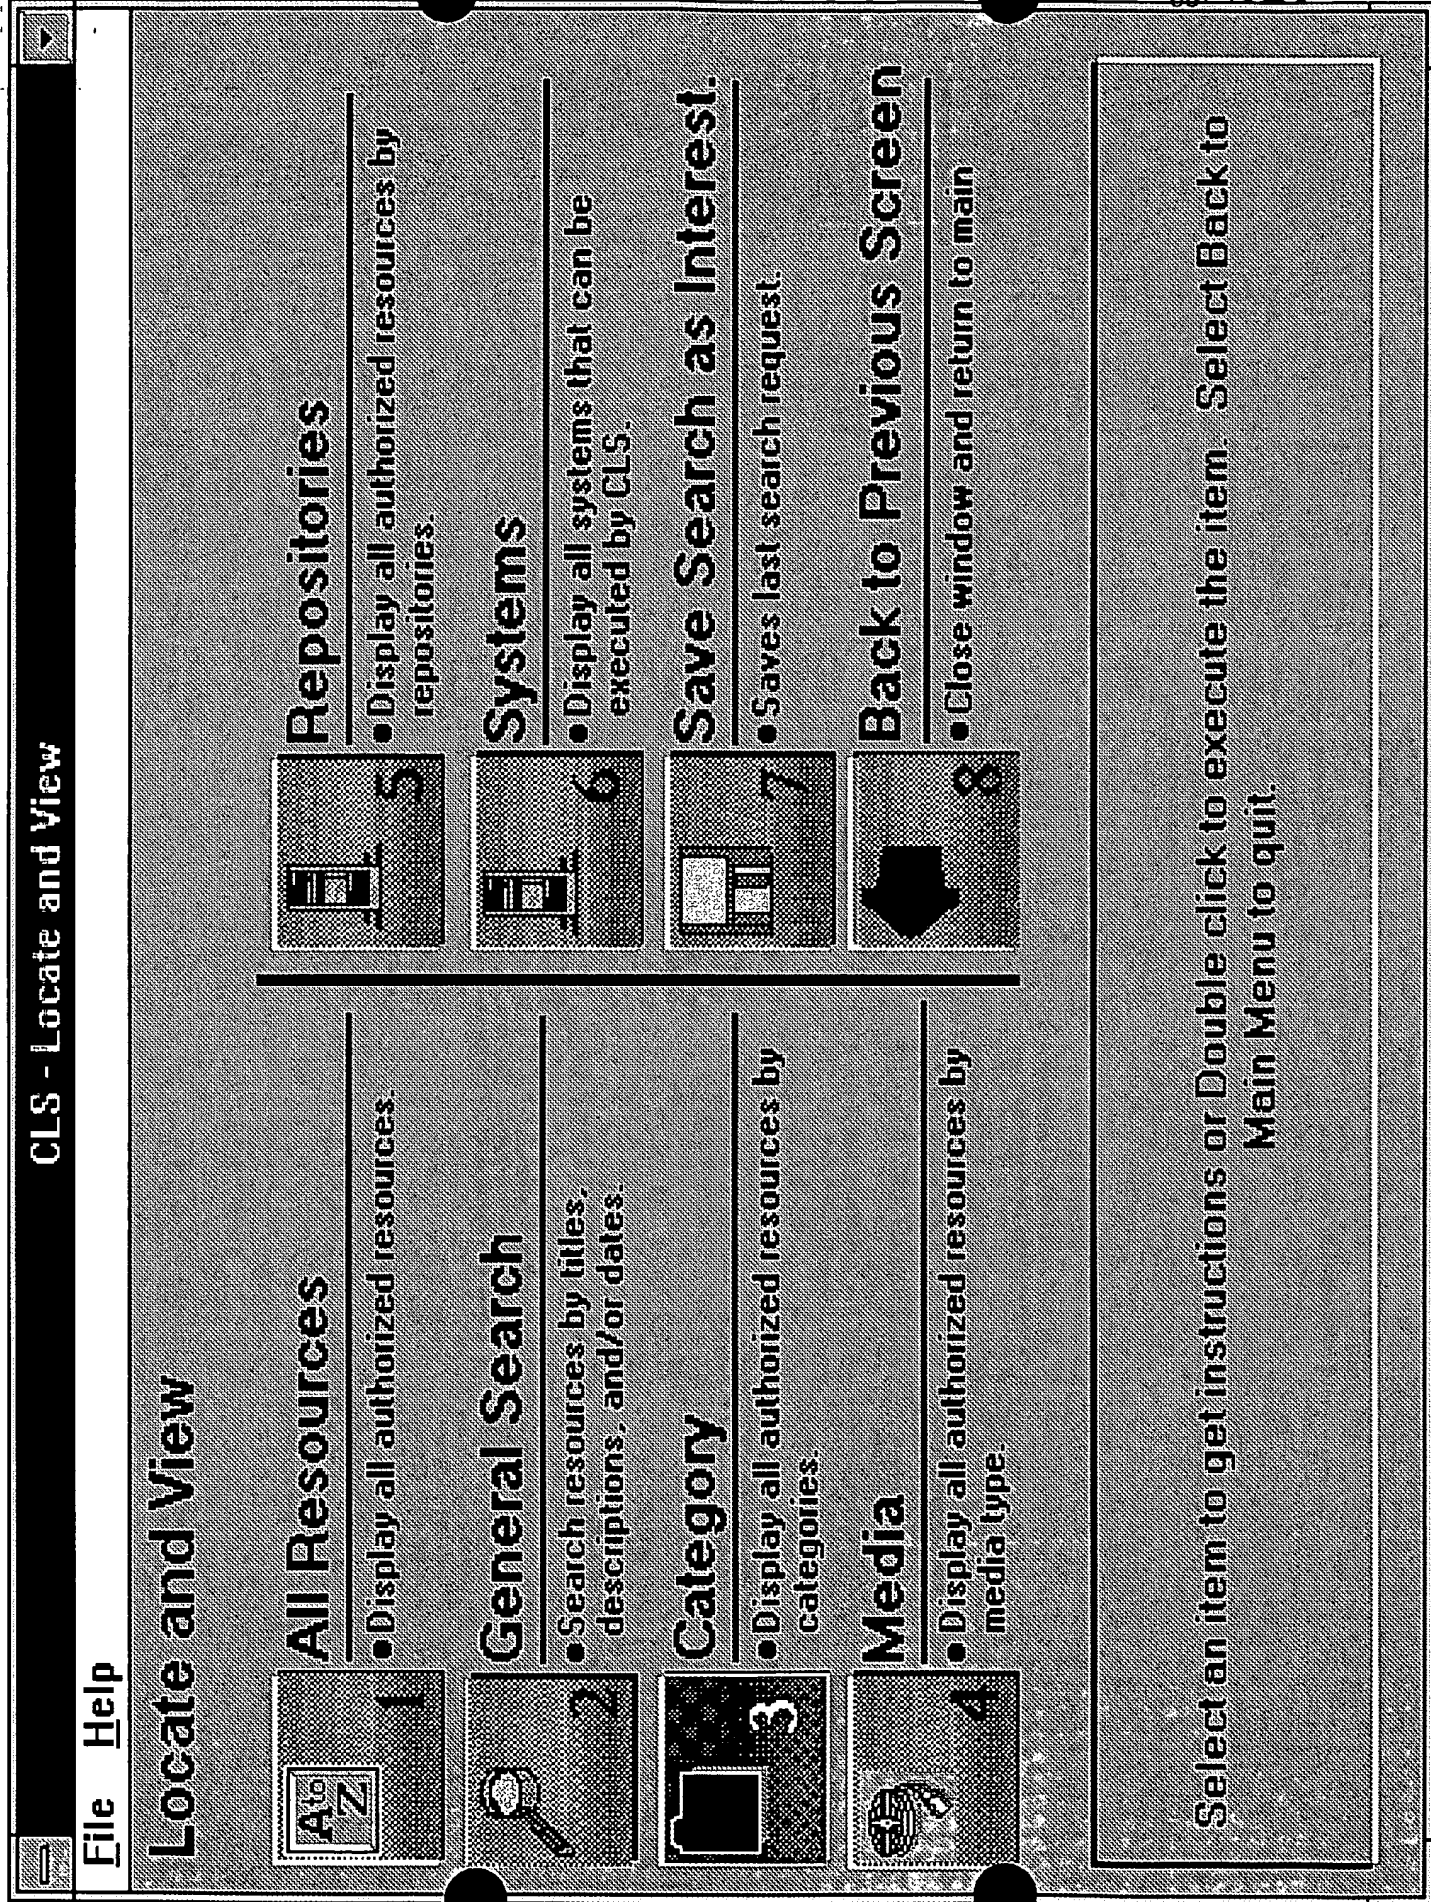 CLS - Locate and View
File Help
Locate and View
A to
Z
1
All Resources
Display all authorized resources.
2
General Search
Search resources by titles,
descriptions, and/or dates.
3
Category
Display all authorized resources by
categories.
4
Media
Display all authorized resources by
media type.
5
Repositories
Display all authorized resources by
repositories.
6
Systems
Display all systems that can be
executed by CLS.
7
Save Search as Interest.
Saves last search request.
8
Back to Previous Screen
Close window and return to main
Select an item to get instructions or Double click to execute the item. Select Back to
Main Menu to quit.